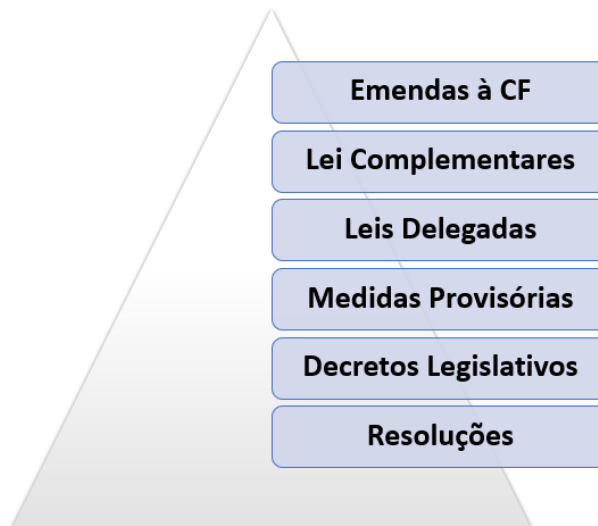 Emendas à CF
Lei Complementares
Leis Delegadas
Medidas Provisórias
Decretos Legislativos
Resoluções